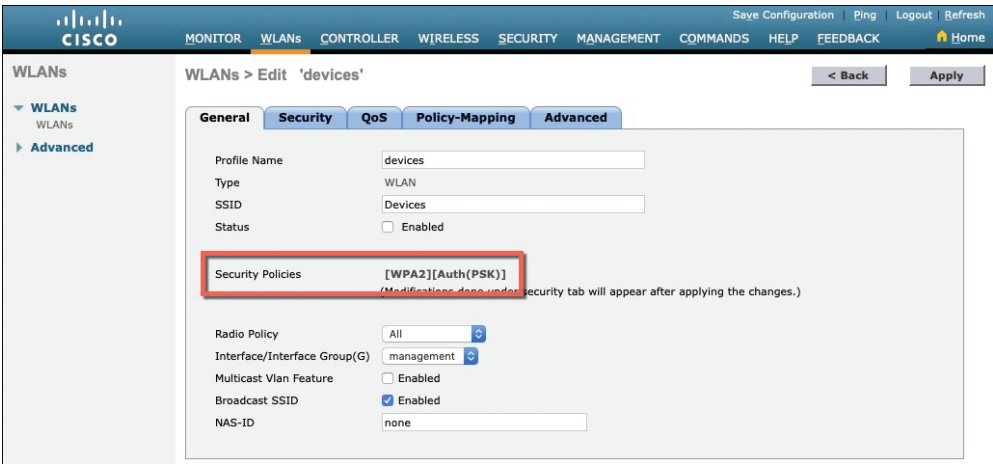 Save Configuration | Ping | Logout | Refresh
CISCO
MONITOR WLANs CONTROLLER WIRELESS SECURITY MANAGEMENT COMMANDS HELP FEEDBACK Home
WLANs
WLANs > Edit 'devices'
< Back
Apply
WLANs
WLANs
Advanced
General Security QoS Policy-Mapping Advanced
Profile Name devices
Type WLAN
SSID Devices
Status Enabled
Security Policies [WPA2][Auth(PSK)]
(Modifications done under security tab will appear after applying the changes.)
Radio Policy All
Interface/Interface Group(G) management
Multicast Vlan Feature Enabled
Broadcast SSID Enabled
NAS-ID none